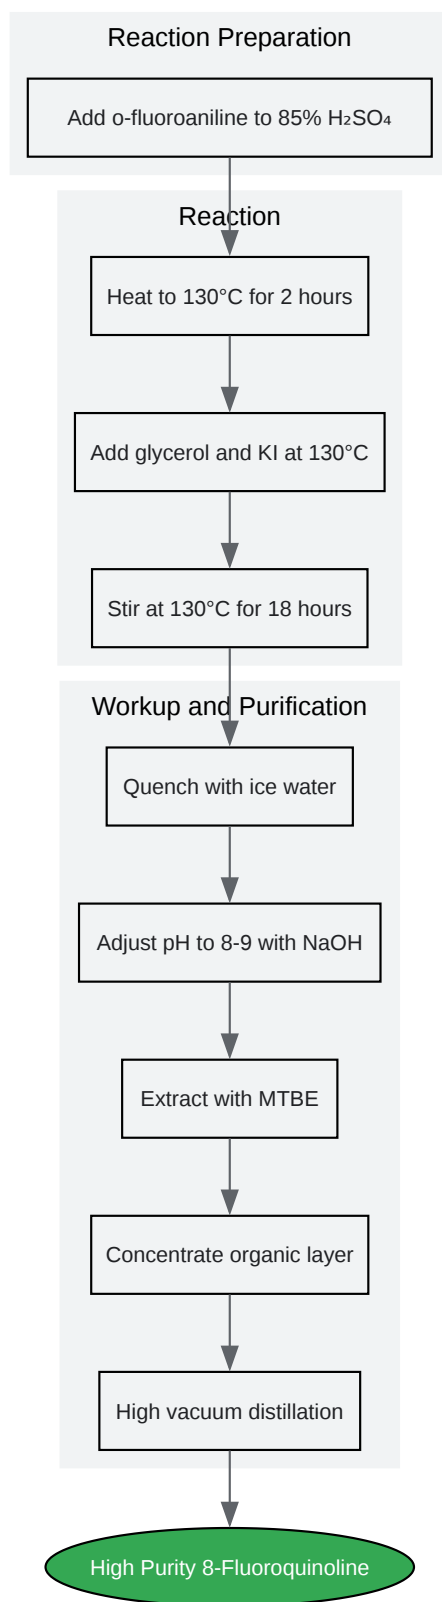 Reaction Preparation
Add o-fluoroaniline to 85% H₂SO₄
Reaction
Heat to 130°C for 2 hours
Add glycerol and KI at 130°C
Stir at 130°C for 18 hours
Workup and Purification
Quench with ice water
Adjust pH to 8-9 with NaOH
Extract with MTBE
Concentrate organic layer
High vacuum distillation
High Purity 8-Fluoroquinoline